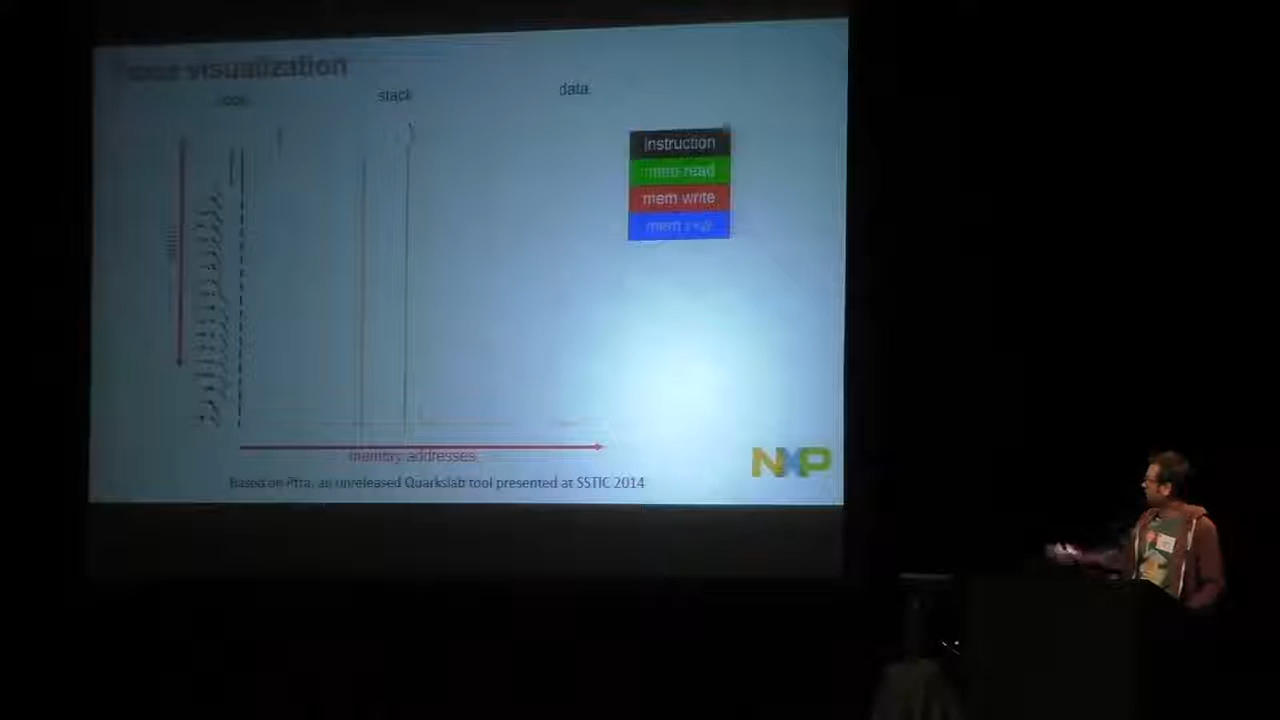 visualization
stack
data
instruction
mem read
mem write
memory addresses
NXP
Based on Ptra, an unreleased Quarkslab tool presented at SSTIC 2014